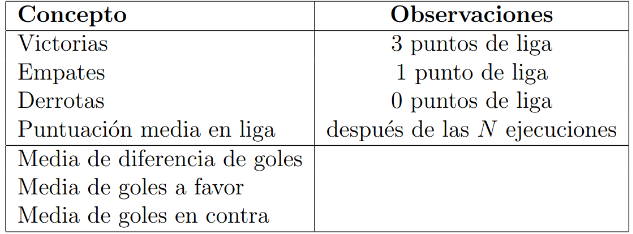 Concepto Observaciones
Victorias 3 puntos de liga
Empates 1 punto de liga
Derrotas 0 puntos de liga
Puntuación media en liga después de las N ejecuciones
Media de diferencia de goles
Media de goles a favor
Media de goles en contra